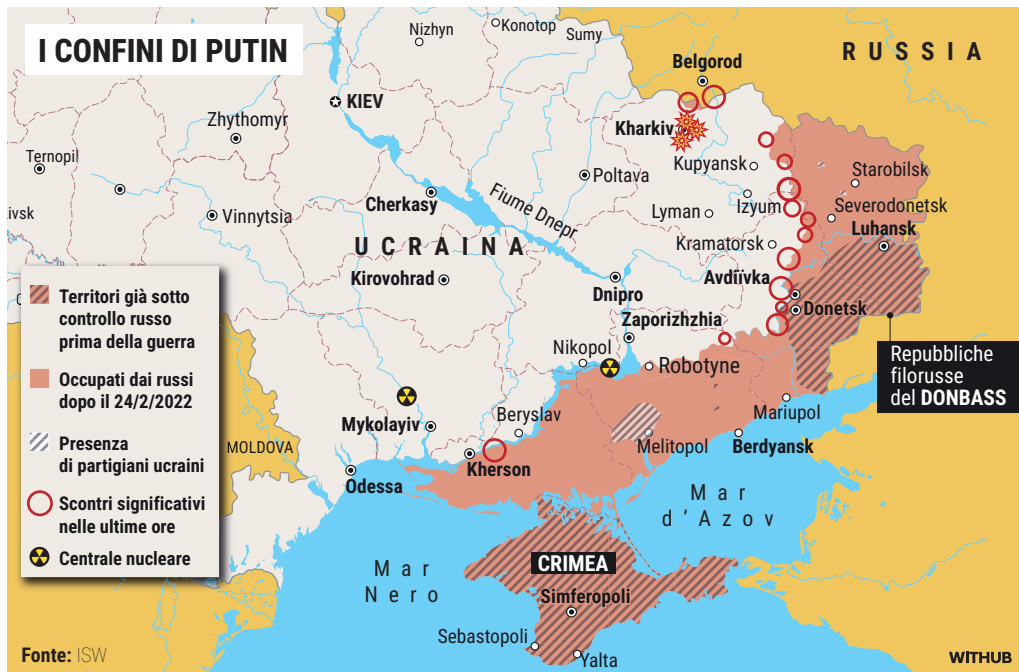 I CONFINI DI PUTIN
Nizhyn
Konotop
Sumy
RUSSIA
Belgorod
KIEV
Zhythomyr
Kharkiv
Ternopil
Kupyansk
Starobilsk
Poltava
ivsk
Vinnytsia
Cherkasy
Fiume Dnepr
Lyman
Izyum
Severodonetsk
UCRAINA
Kramatorsk
Luhansk
Kirovohrad
Avdiïvka
Dnipro
Donetsk
Zaporizhzhia
Nikopol
Robotyne
Repubbliche
filorusse
del DONBASS
Mariupol
Beryslav
Mykolayiv
Melitopol
Berdyansk
MOLDOVA
Kherson
Odessa
Mar
d'Azov
Mar
Nero
CRIMEA
Simferopoli
Sebastopoli
Yalta
Territori già sotto
controllo russo
prima della guerra
Occupati dai russi
dopo il 24/2/2022
Presenza
di partigiani ucraini
Scontri significativi
nelle ultime ore
Centrale nucleare
Fonte: ISW
WITHUB